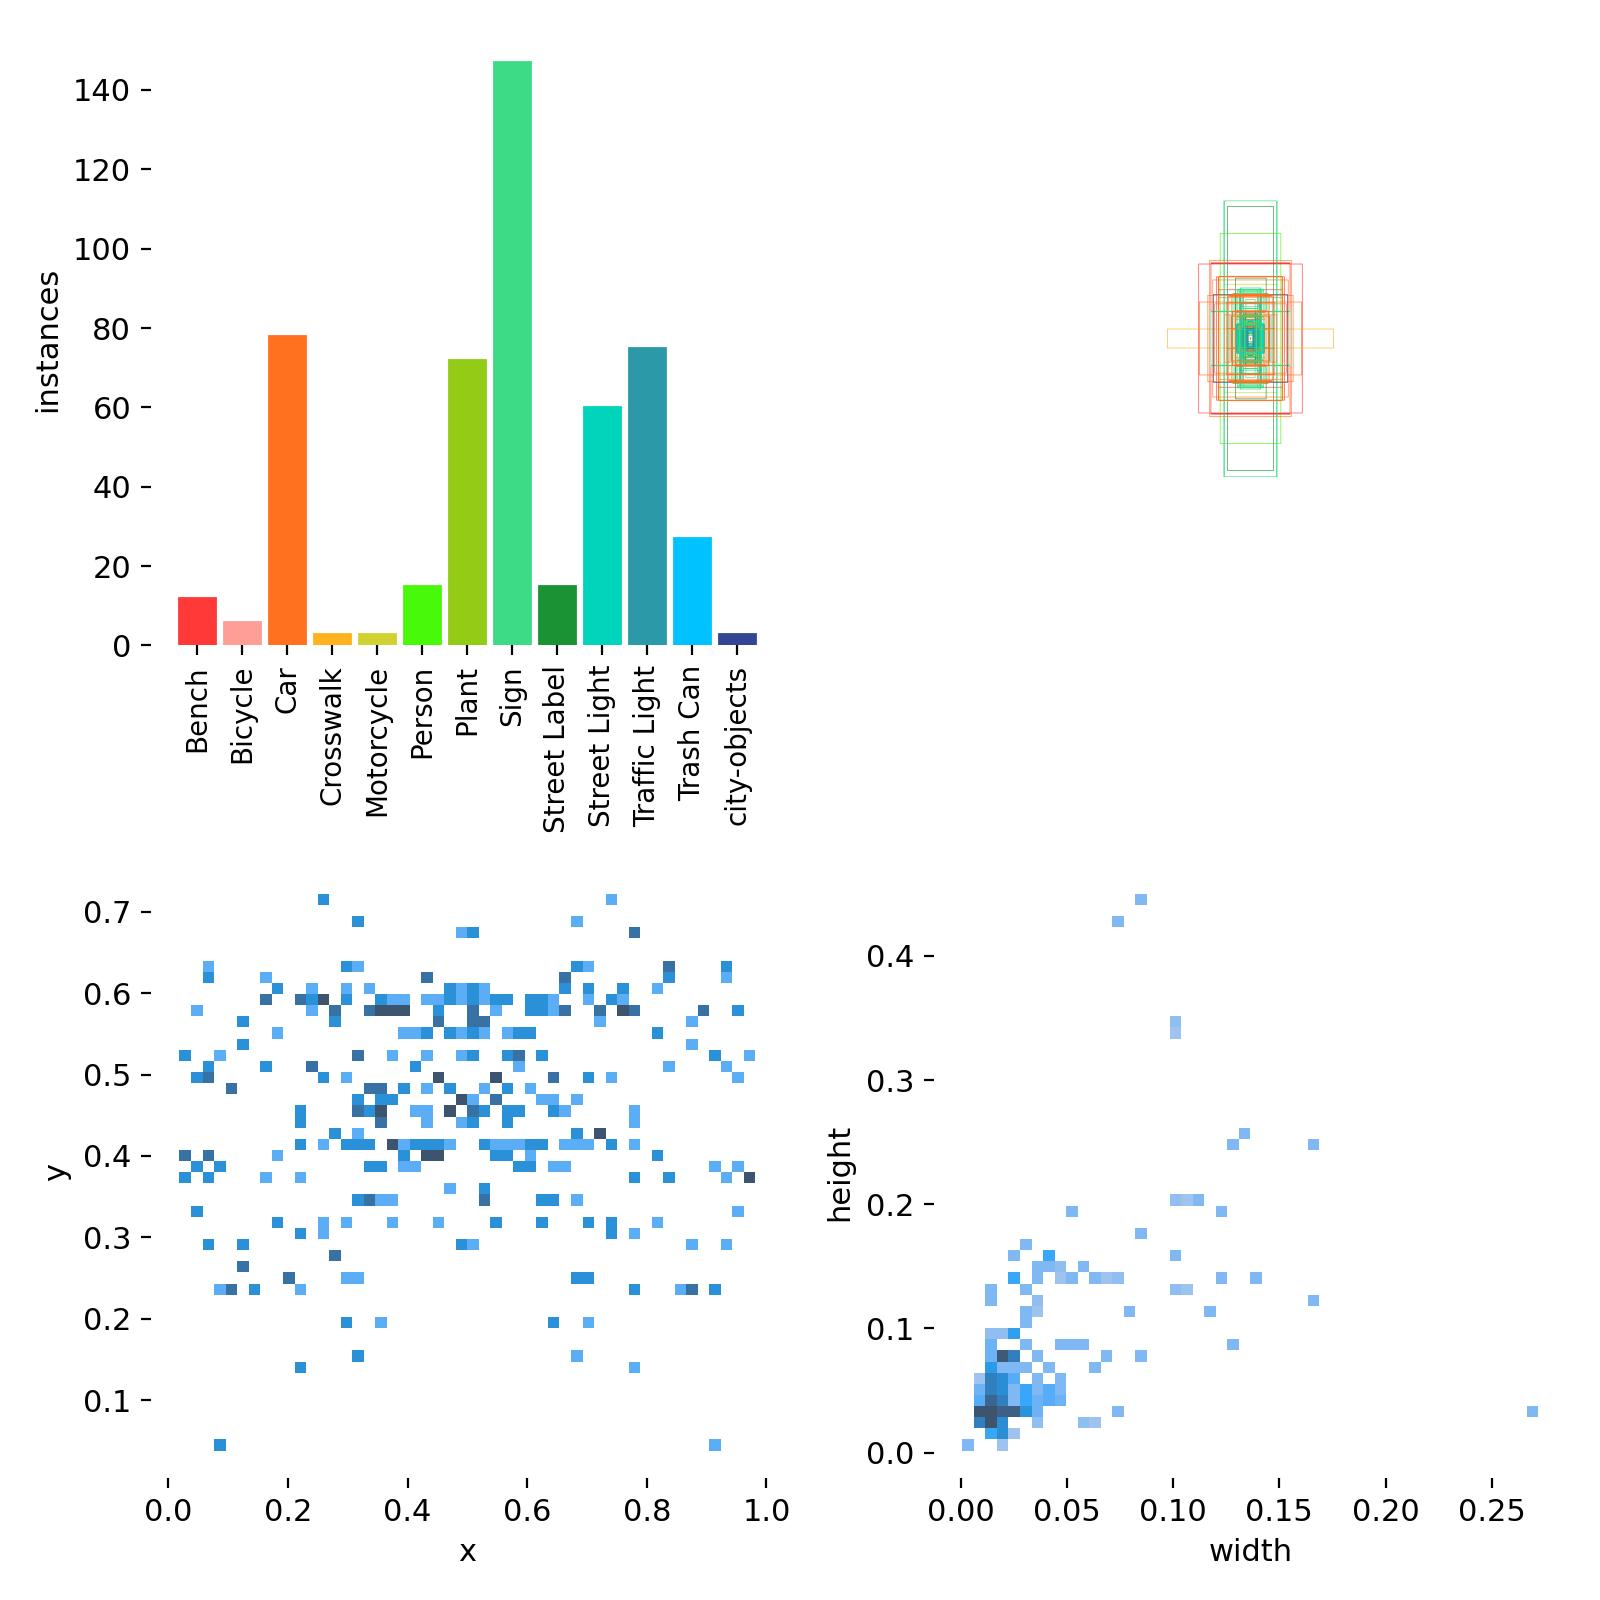 140
120
100
80
60
40
20
0
instances
Bench
Bicycle
Car
Crosswalk
Motorcycle
Person
Plant
Sign
Street Label
Street Light
Traffic Light
Trash Can
city-objects
0.7
0.6
0.5
0.4
0.3
0.2
0.1
y
0.0 0.2 0.4 0.6 0.8 1.0
x
0.4
0.3
0.2
0.1
0.0
height
0.00 0.05 0.10 0.15 0.20 0.25
width